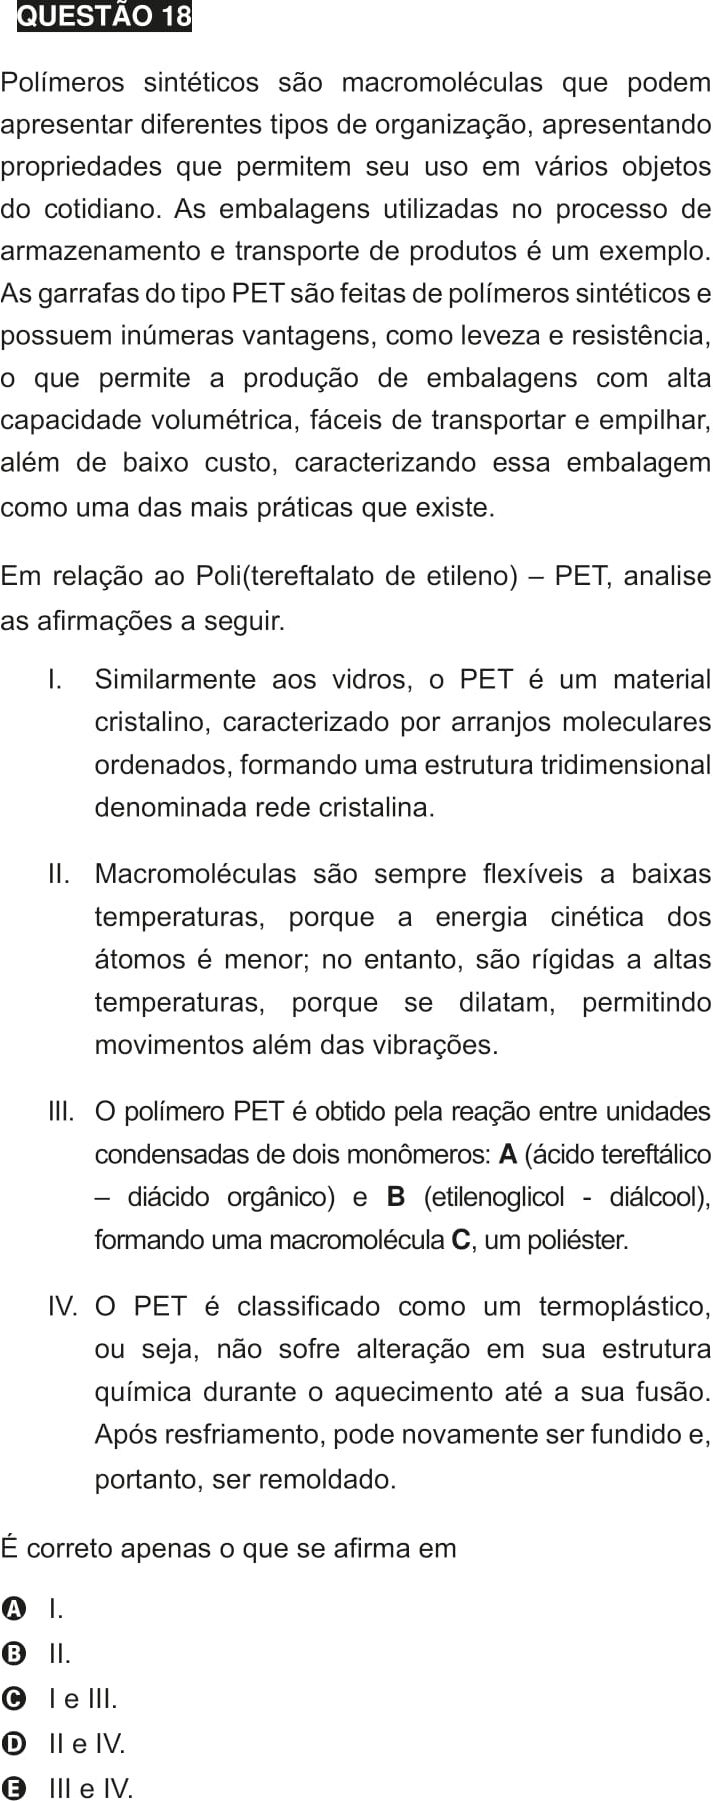 QUESTÃO 18
Polímeros sintéticos são macromoléculas que podem
apresentar diferentes tipos de organização, apresentando
propriedades que permitem seu uso em vários objetos
do cotidiano. As embalagens utilizadas no processo de
armazenamento e transporte de produtos é um exemplo.
As garrafas do tipo PET são feitas de polímeros sintéticos e
possuem inúmeras vantagens, como leveza e resistência,
o que permite a produção de embalagens com alta
capacidade volumétrica, fáceis de transportar e empilhar,
além de baixo custo, caracterizando essa embalagem
como uma das mais práticas que existe.
Em relação ao Poli(tereftalato de etileno) – PET, analise
as afirmações a seguir.
I. Similarmente aos vidros, o PET é um material
cristalino, caracterizado por arranjos moleculares
ordenados, formando uma estrutura tridimensional
denominada rede cristalina.
II. Macromoléculas são sempre flexíveis a baixas
temperaturas, porque a energia cinética dos
átomos é menor; no entanto, são rígidas a altas
temperaturas, porque se dilatam, permitindo
movimentos além das vibrações.
III. O polímero PET é obtido pela reação entre unidades
condensadas de dois monômeros: A (ácido tereftálico
– diácido orgânico) e B (etilenoglicol - diálcool),
formando uma macromolécula C, um poliéster.
IV. O PET é classificado como um termoplástico,
ou seja, não sofre alteração em sua estrutura
química durante o aquecimento até a sua fusão.
Após resfriamento, pode novamente ser fundido e,
portanto, ser remoldado.
É correto apenas o que se afirma em
A I.
B II.
C I e III.
D II e IV.
E III e IV.